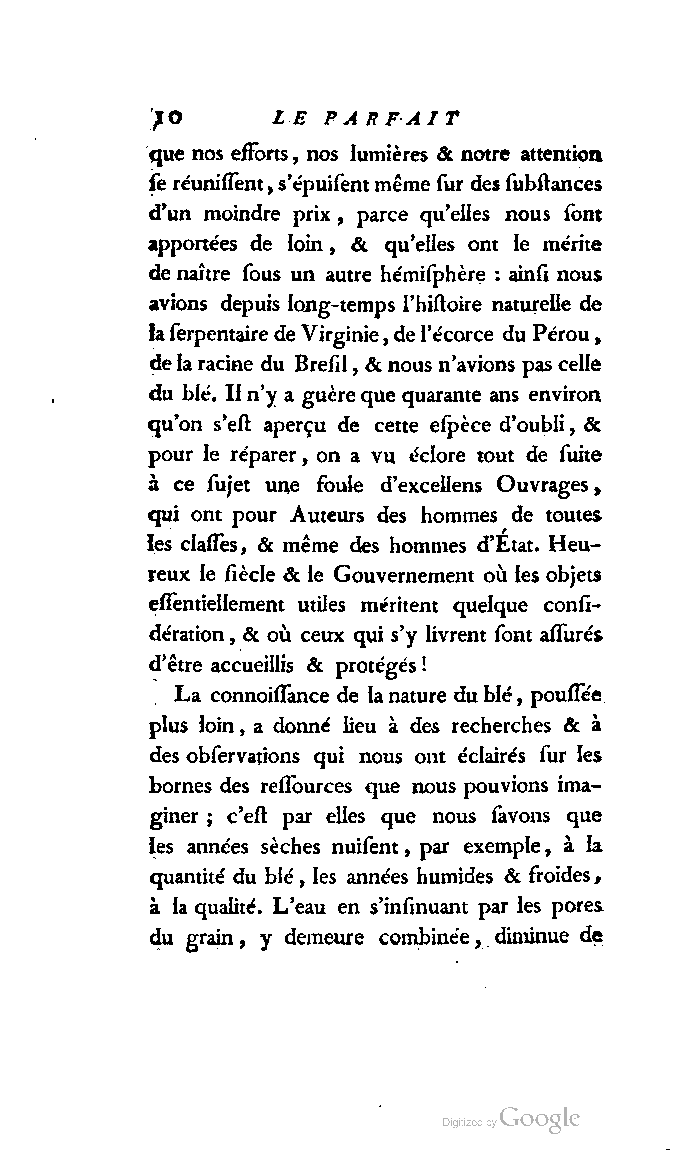 10 LE PARFAIT
que nos efforts, nos lumières & notre attention
ſe réuniſſent, s'épuiſent même ſur des ſubſtances
d'un moindre prix, parce qu'elles nous ſont
apportées de loin, & qu'elles ont le mérite
de naître ſous un autre hémiſphère : ainſi nous
avions depuis long-temps l'hiſtoire naturelle de
la ſerpentaire de Virginie, de l'écorce du Pérou,
de la racine du Breſil, & nous n'avions pas celle
du blé. Il n'y a guère que quarante ans environ
qu'on s'eſt aperçu de cette eſpèce d'oubli, &
pour le réparer, on a vu éclore tout de ſuite
à ce ſujet une foule d'excellens Ouvrages,
qui ont pour Auteurs des hommes de toutes
les claſſes, & même des hommes d'État. Heu-
reux le ſiècle & le Gouvernement où les objets
eſſentiellement utiles méritent quelque conſi-
dération, & où ceux qui s'y livrent ſont aſſurés
d'être accueillis & protégés !
La connoiſſance de la nature du blé, pouſſée
plus loin, a donné lieu à des recherches & à
des obſervations qui nous ont éclairés ſur les
bornes des reſſources que nous pouvions ima-
giner ; c'eſt par elles que nous ſavons que
les années sèches nuiſent, par exemple, à la
quantité du blé, les années humides & froides,
à la qualité. L'eau en s'inſinuant par les pores
du grain, y demeure combinée, diminue de
Digitized by Google